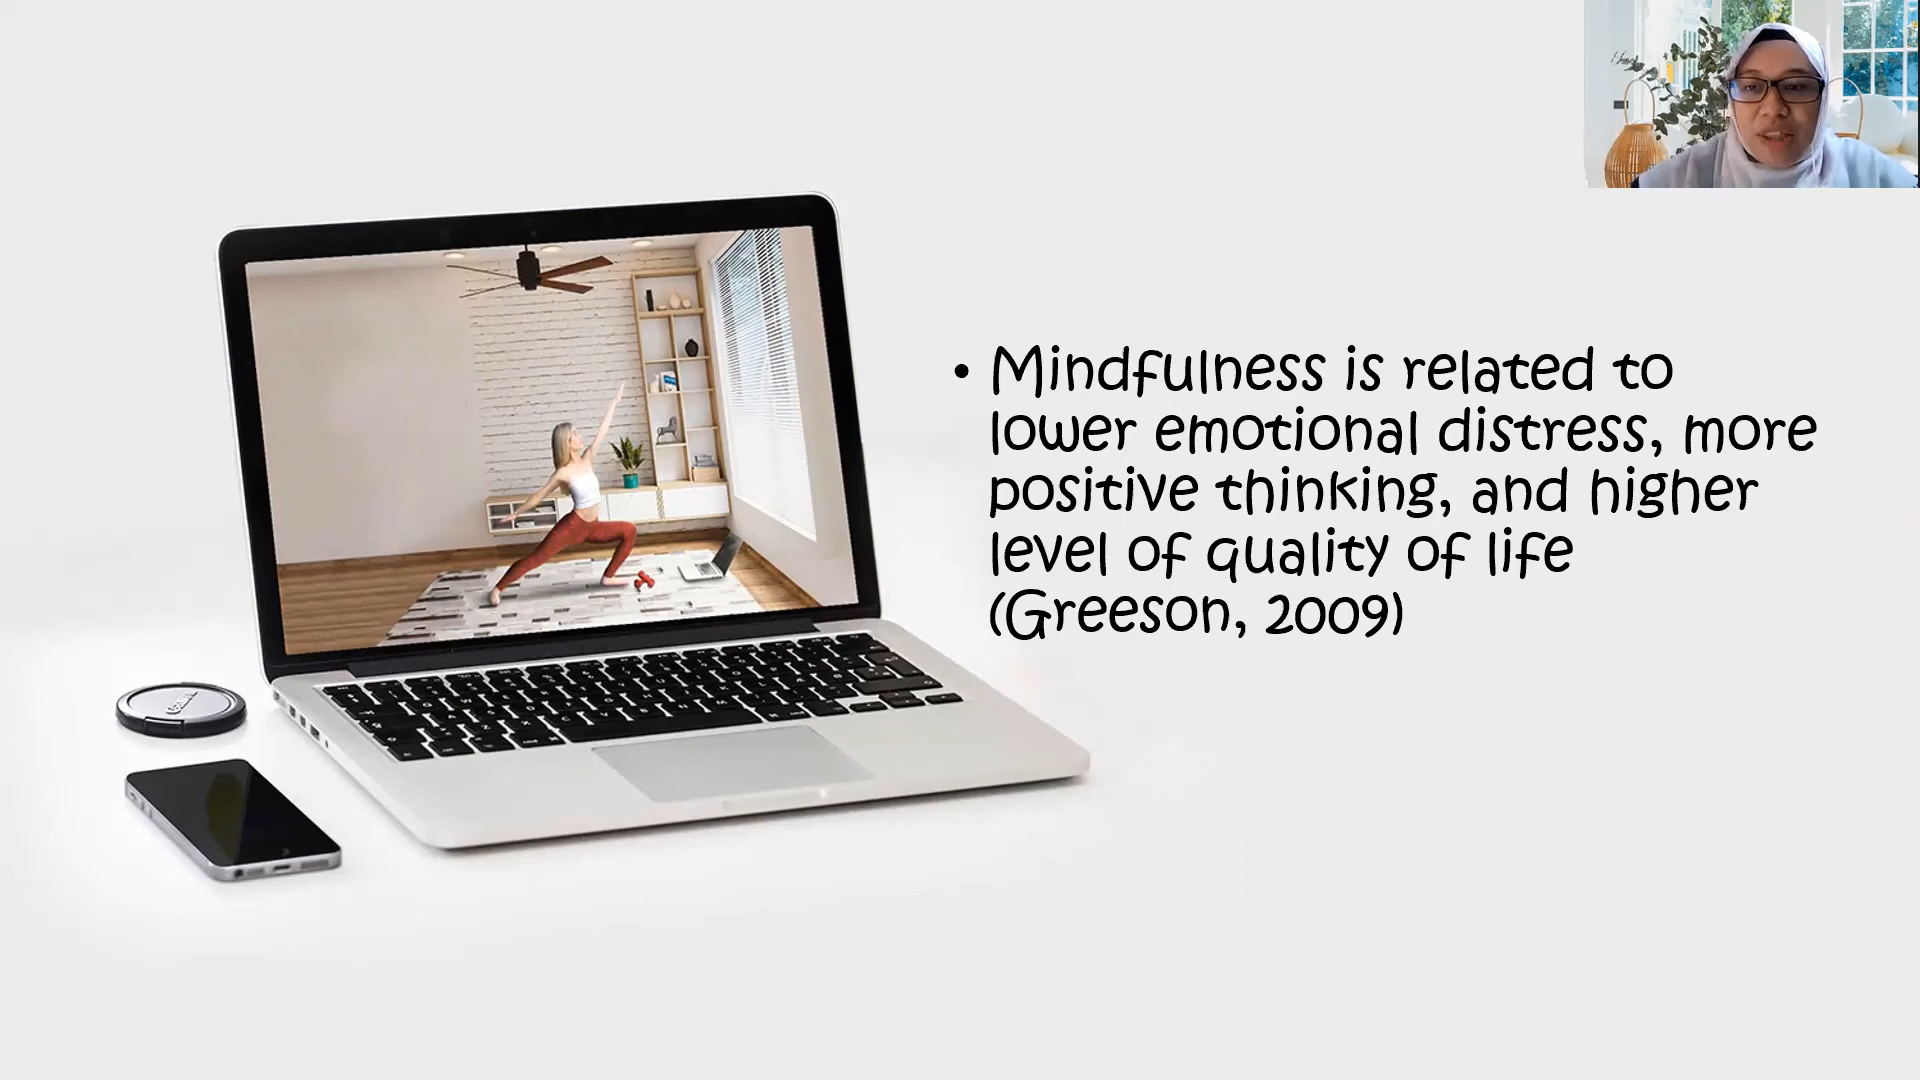 • Mindfulness is related to
lower emotional distress, more
positive thinking, and higher
level of quality of life
(Greeson, 2009)